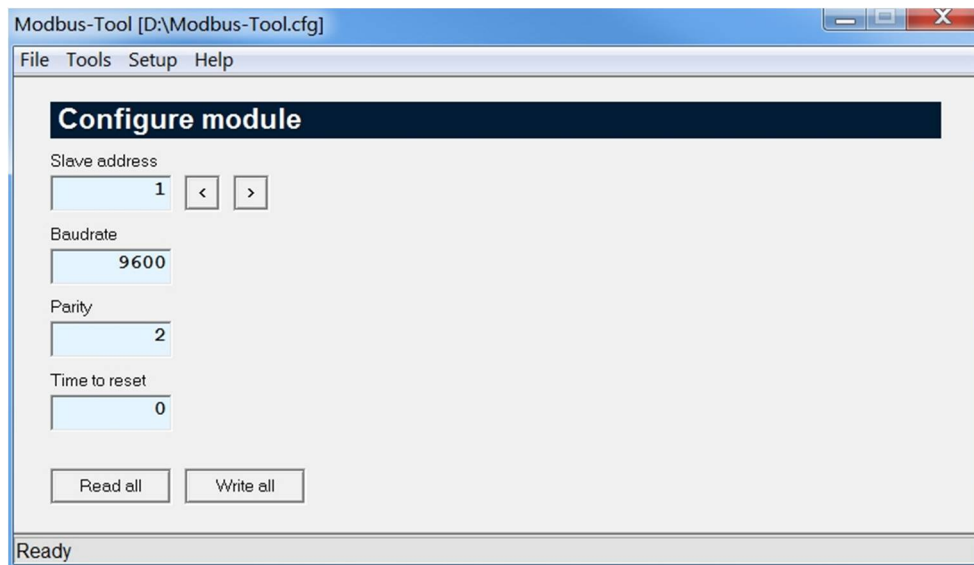 Modbus-Tool [D:\Modbus-Tool.cfg]
File Tools Setup Help
Configure module
Slave address
1 < >
Baudrate
9600
Parity
2
Time to reset
0
Read all Write all
Ready